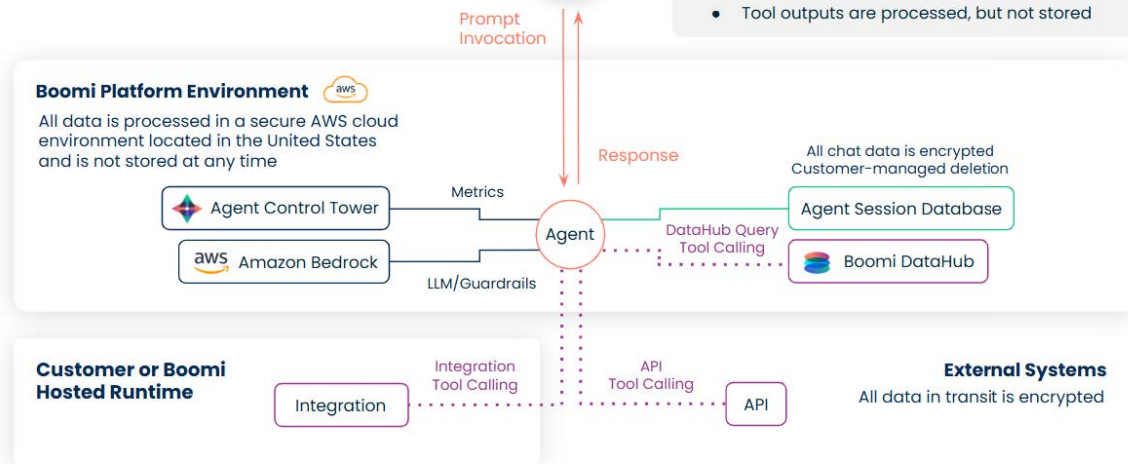 Prompt
Invocation
● Tool outputs are processed, but not stored
Boomi Platform Environment
aws
All data is processed in a secure AWS cloud
environment located in the United States
and is not stored at any time
Response
All chat data is encrypted
Customer-managed deletion
Agent Control Tower
Metrics
Agent
Agent Session Database
DataHub Query
Tool Calling
aws
Amazon Bedrock
LLM/Guardrails
Boomi DataHub
Customer or Boomi
Hosted Runtime
Integration
Tool Calling
Integration
API
Tool Calling
API
External Systems
All data in transit is encrypted